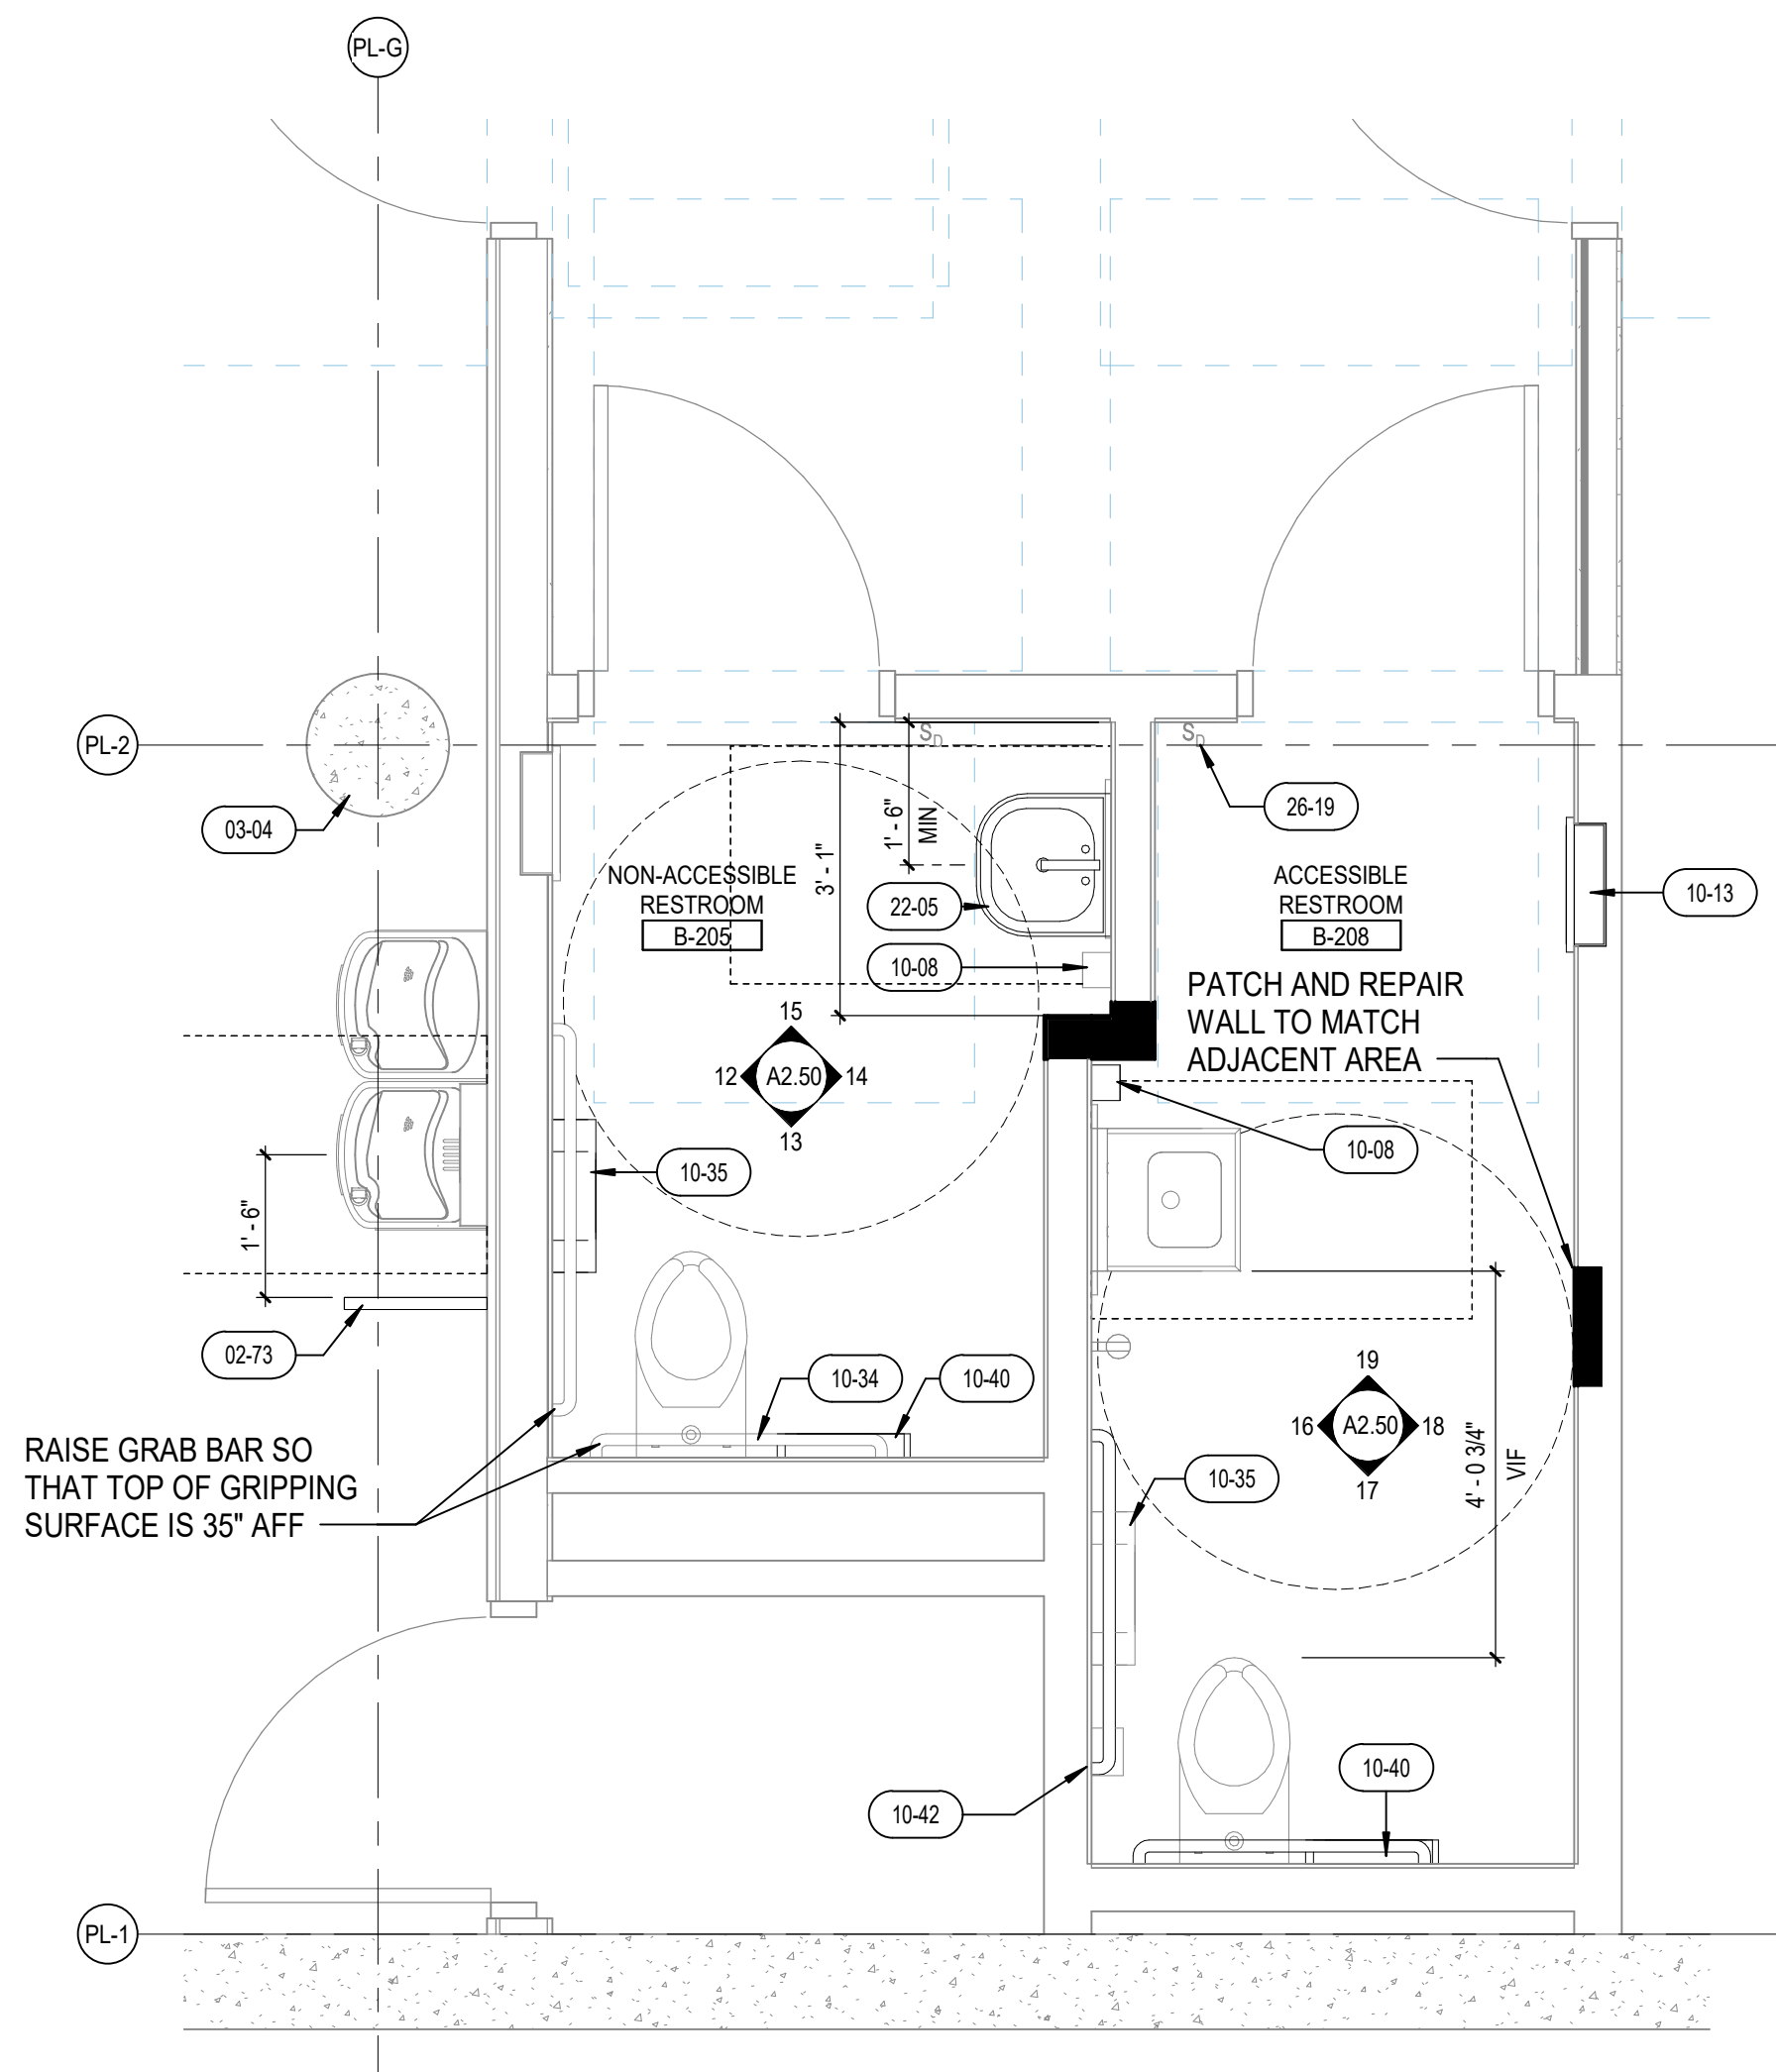 PL-G
PL-2
S_D
S_D
26-19
03-04
1' - 6"
MIN
3' - 1"
NON-ACCESSIBLE
RESTROOM
B-205
22-05
ACCESSIBLE
RESTROOM
B-208
10-13
10-08
PATCH AND REPAIR
WALL TO MATCH
ADJACENT AREA
15
12
A2.50
14
13
10-08
10-35
1' - 6"
02-73
10-34
10-40
19
16
A2.50
18
17
4' - 0 3/4"
VIF
RAISE GRAB BAR SO
THAT TOP OF GRIPPING
SURFACE IS 35" AFF
10-35
10-40
10-42
PL-1